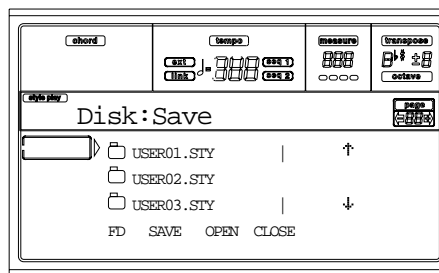 chord tempo measure transpose
ext seq 1
link seq 2
octave
style play page
Disk:Save
USER01.STY
USER02.STY
USER03.STY
FD SAVE OPEN CLOSE